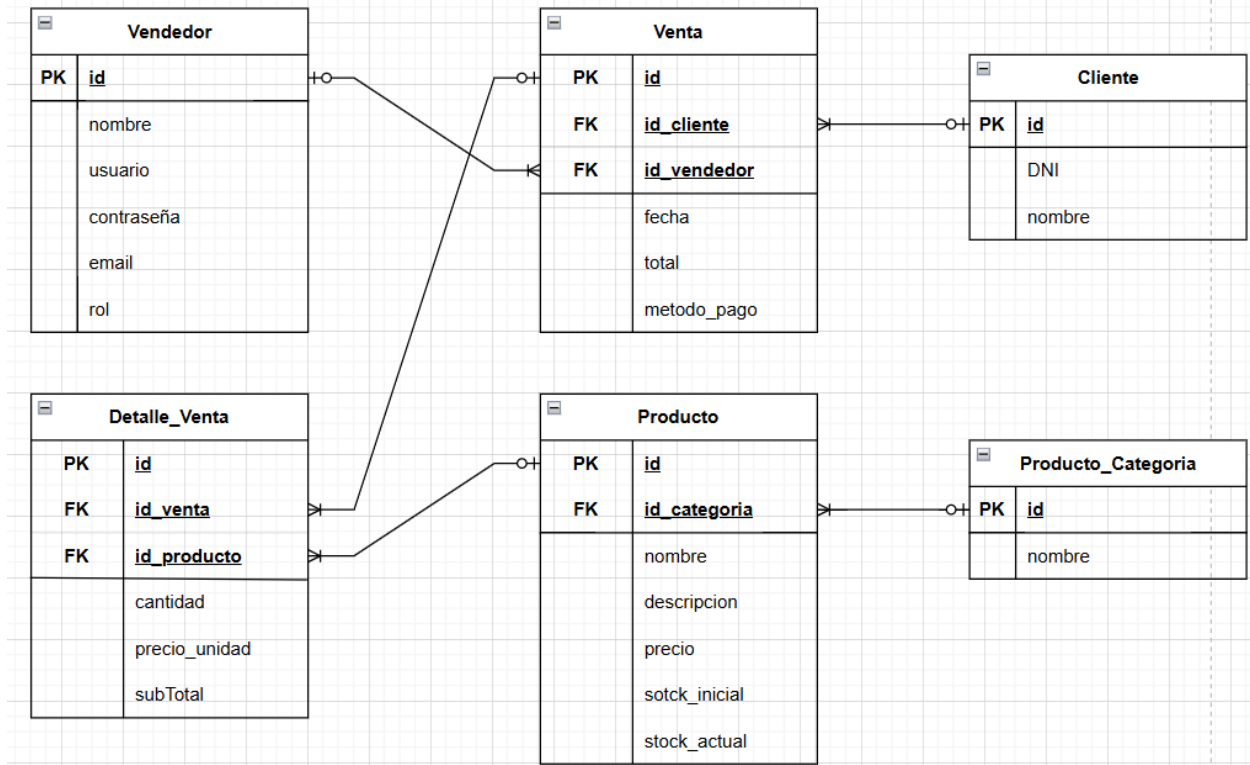 Vendedor
PK id
nombre
usuario
contraseña
email
rol
Venta
PK id
FK id_cliente
FK id_vendedor
fecha
total
metodo_pago
Cliente
PK id
DNI
nombre
Detalle_Venta
PK id
FK id_venta
FK id_producto
cantidad
precio_unidad
subTotal
Producto
PK id
FK id_categoria
nombre
descripcion
precio
sotck_inicial
stock_actual
Producto_Categoria
PK id
nombre